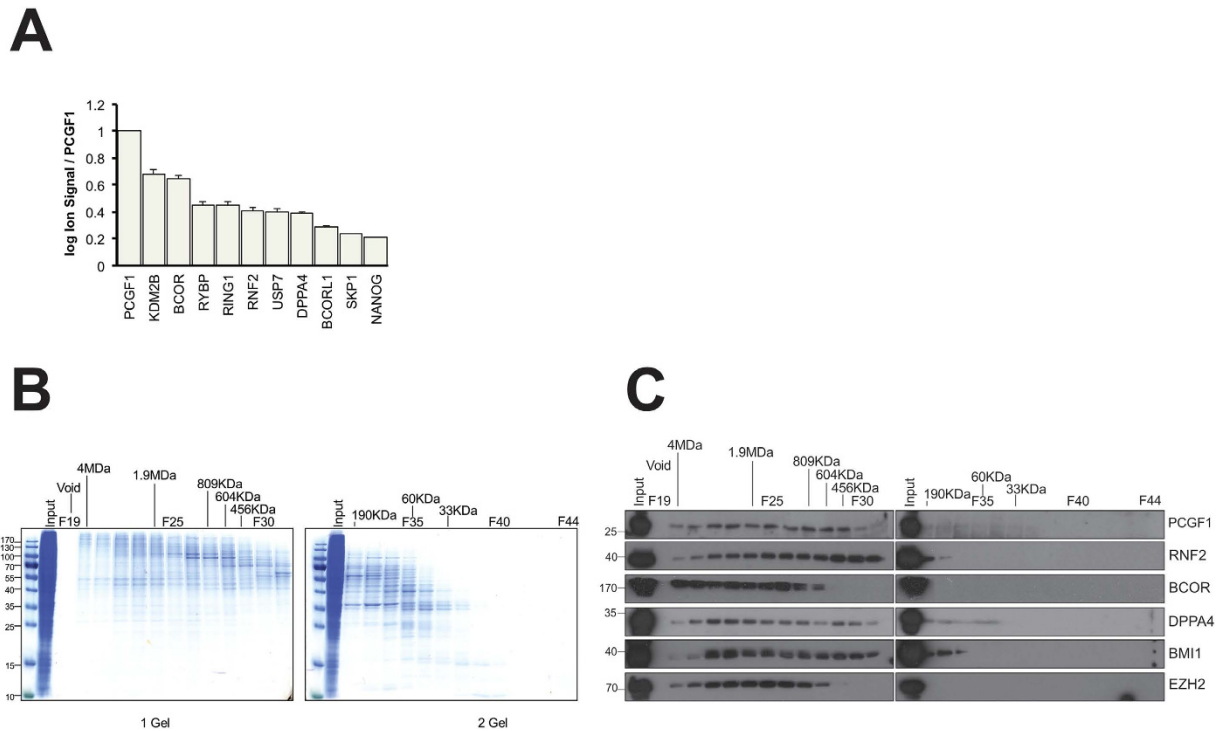 A
log Ion Signal / PCGF1
1.2
1
0.8
0.6
0.4
0.2
0
PCGF1
KDM2B
BCOR
RYBP
RING1
RNF2
USP7
DPPA4
BCORL1
SKP1
NANOG
B
4MDa
1.9MDa
Void
809KDa
604KDa
456KDa
Input
F19
F25
F30
170
130
100
70
55
40
35
25
15
10
1 Gel
60KDa
190KDa
33KDa
Input
F35
F40
F44
2 Gel
C
4MDa
1.9MDa
Void
809KDa
604KDa
456KDa
Input
F19
F25
F30
60KDa
190KDa
33KDa
Input
F35
F40
F44
25
PCGF1
40
RNF2
170
BCOR
35
DPPA4
40
BMI1
70
EZH2